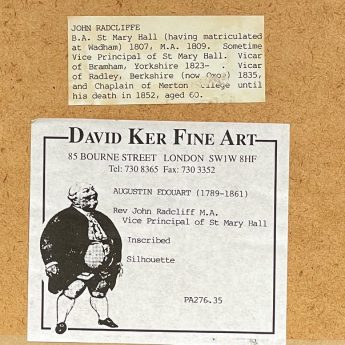 JOHN RADCLIFFE
B.A. St Mary Hall (having matriculated
at Wadham) 1807, M.A. 1809. Sometime
Vice Principal of St Mary Hall. Vicar
of Bramham, Yorkshire 1823- . Vicar
of Radley, Berkshire (now Oxon) 1835,
and Chaplain of Merton College until
his death in 1852, aged 60.
DAVID KER FINE ART
85 BOURNE STREET LONDON SW1W 8HF
Tel: 730 8365 Fax: 730 3352
AUGUSTIN EDOUART (1789-1861)
Rev John Radcliff M.A.
Vice Principal of St Mary Hall
Inscribed
Silhouette
PA276.35